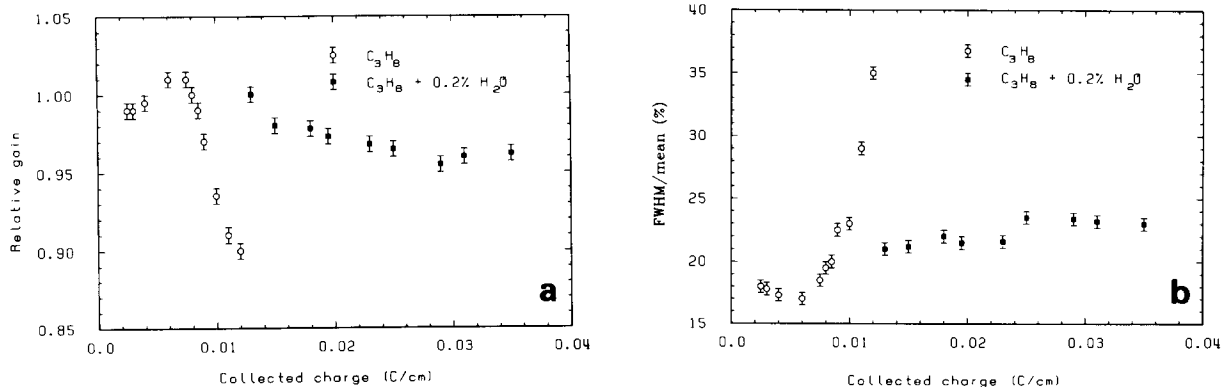 1.05
1.00
0.95
0.90
0.85
Relative gain
C3H8
C3H8 + 0.2% H2O
a
0.0
0.01
0.02
0.03
0.04
Collected charge (C/cm)
40
35
30
25
20
15
FWHM/mean (%)
C3H8
C3H8 + 0.2% H2O
b
0.0
0.01
0.02
0.03
0.04
Collected charge (C/cm)